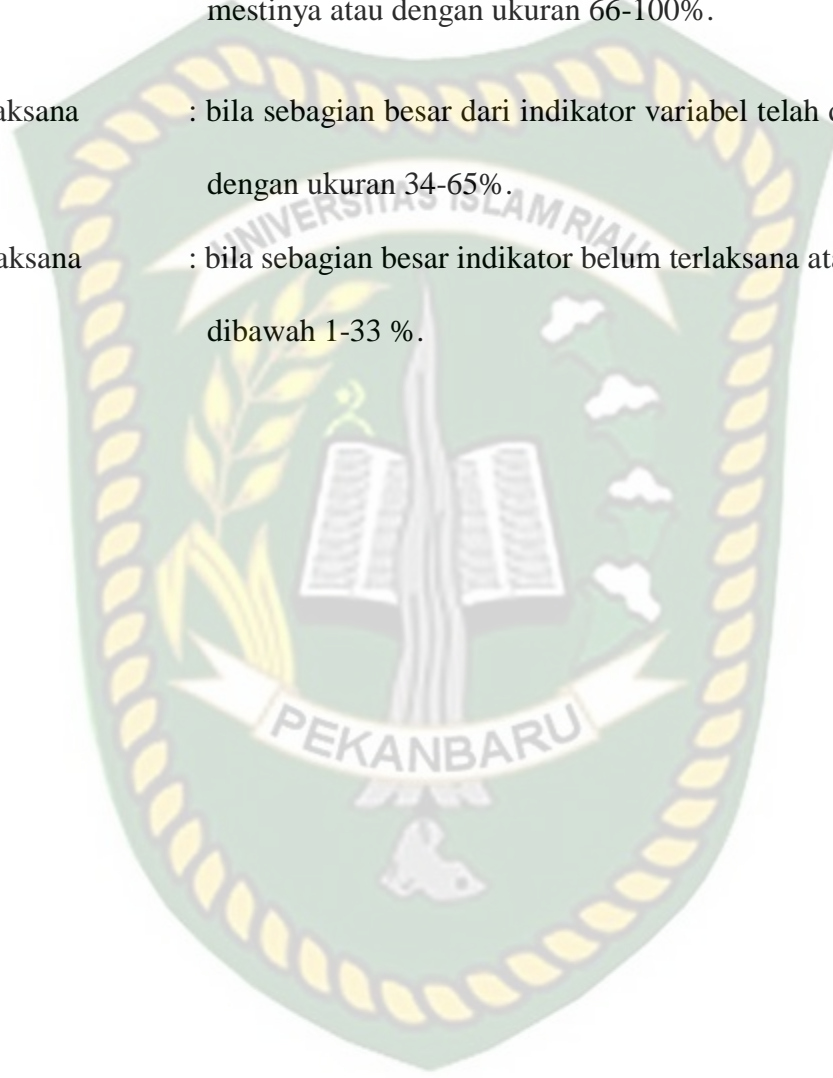 mestinya atau dengan ukuran 66-100%.
aksana : bila sebagian besar dari indikator variabel telah
dengan ukuran 34-65%.
UNIVERSITAS ISLAM RIAU
aksana : bila sebagian besar indikator belum terlaksana
dibawah 1-33 %.
PEKANBARU